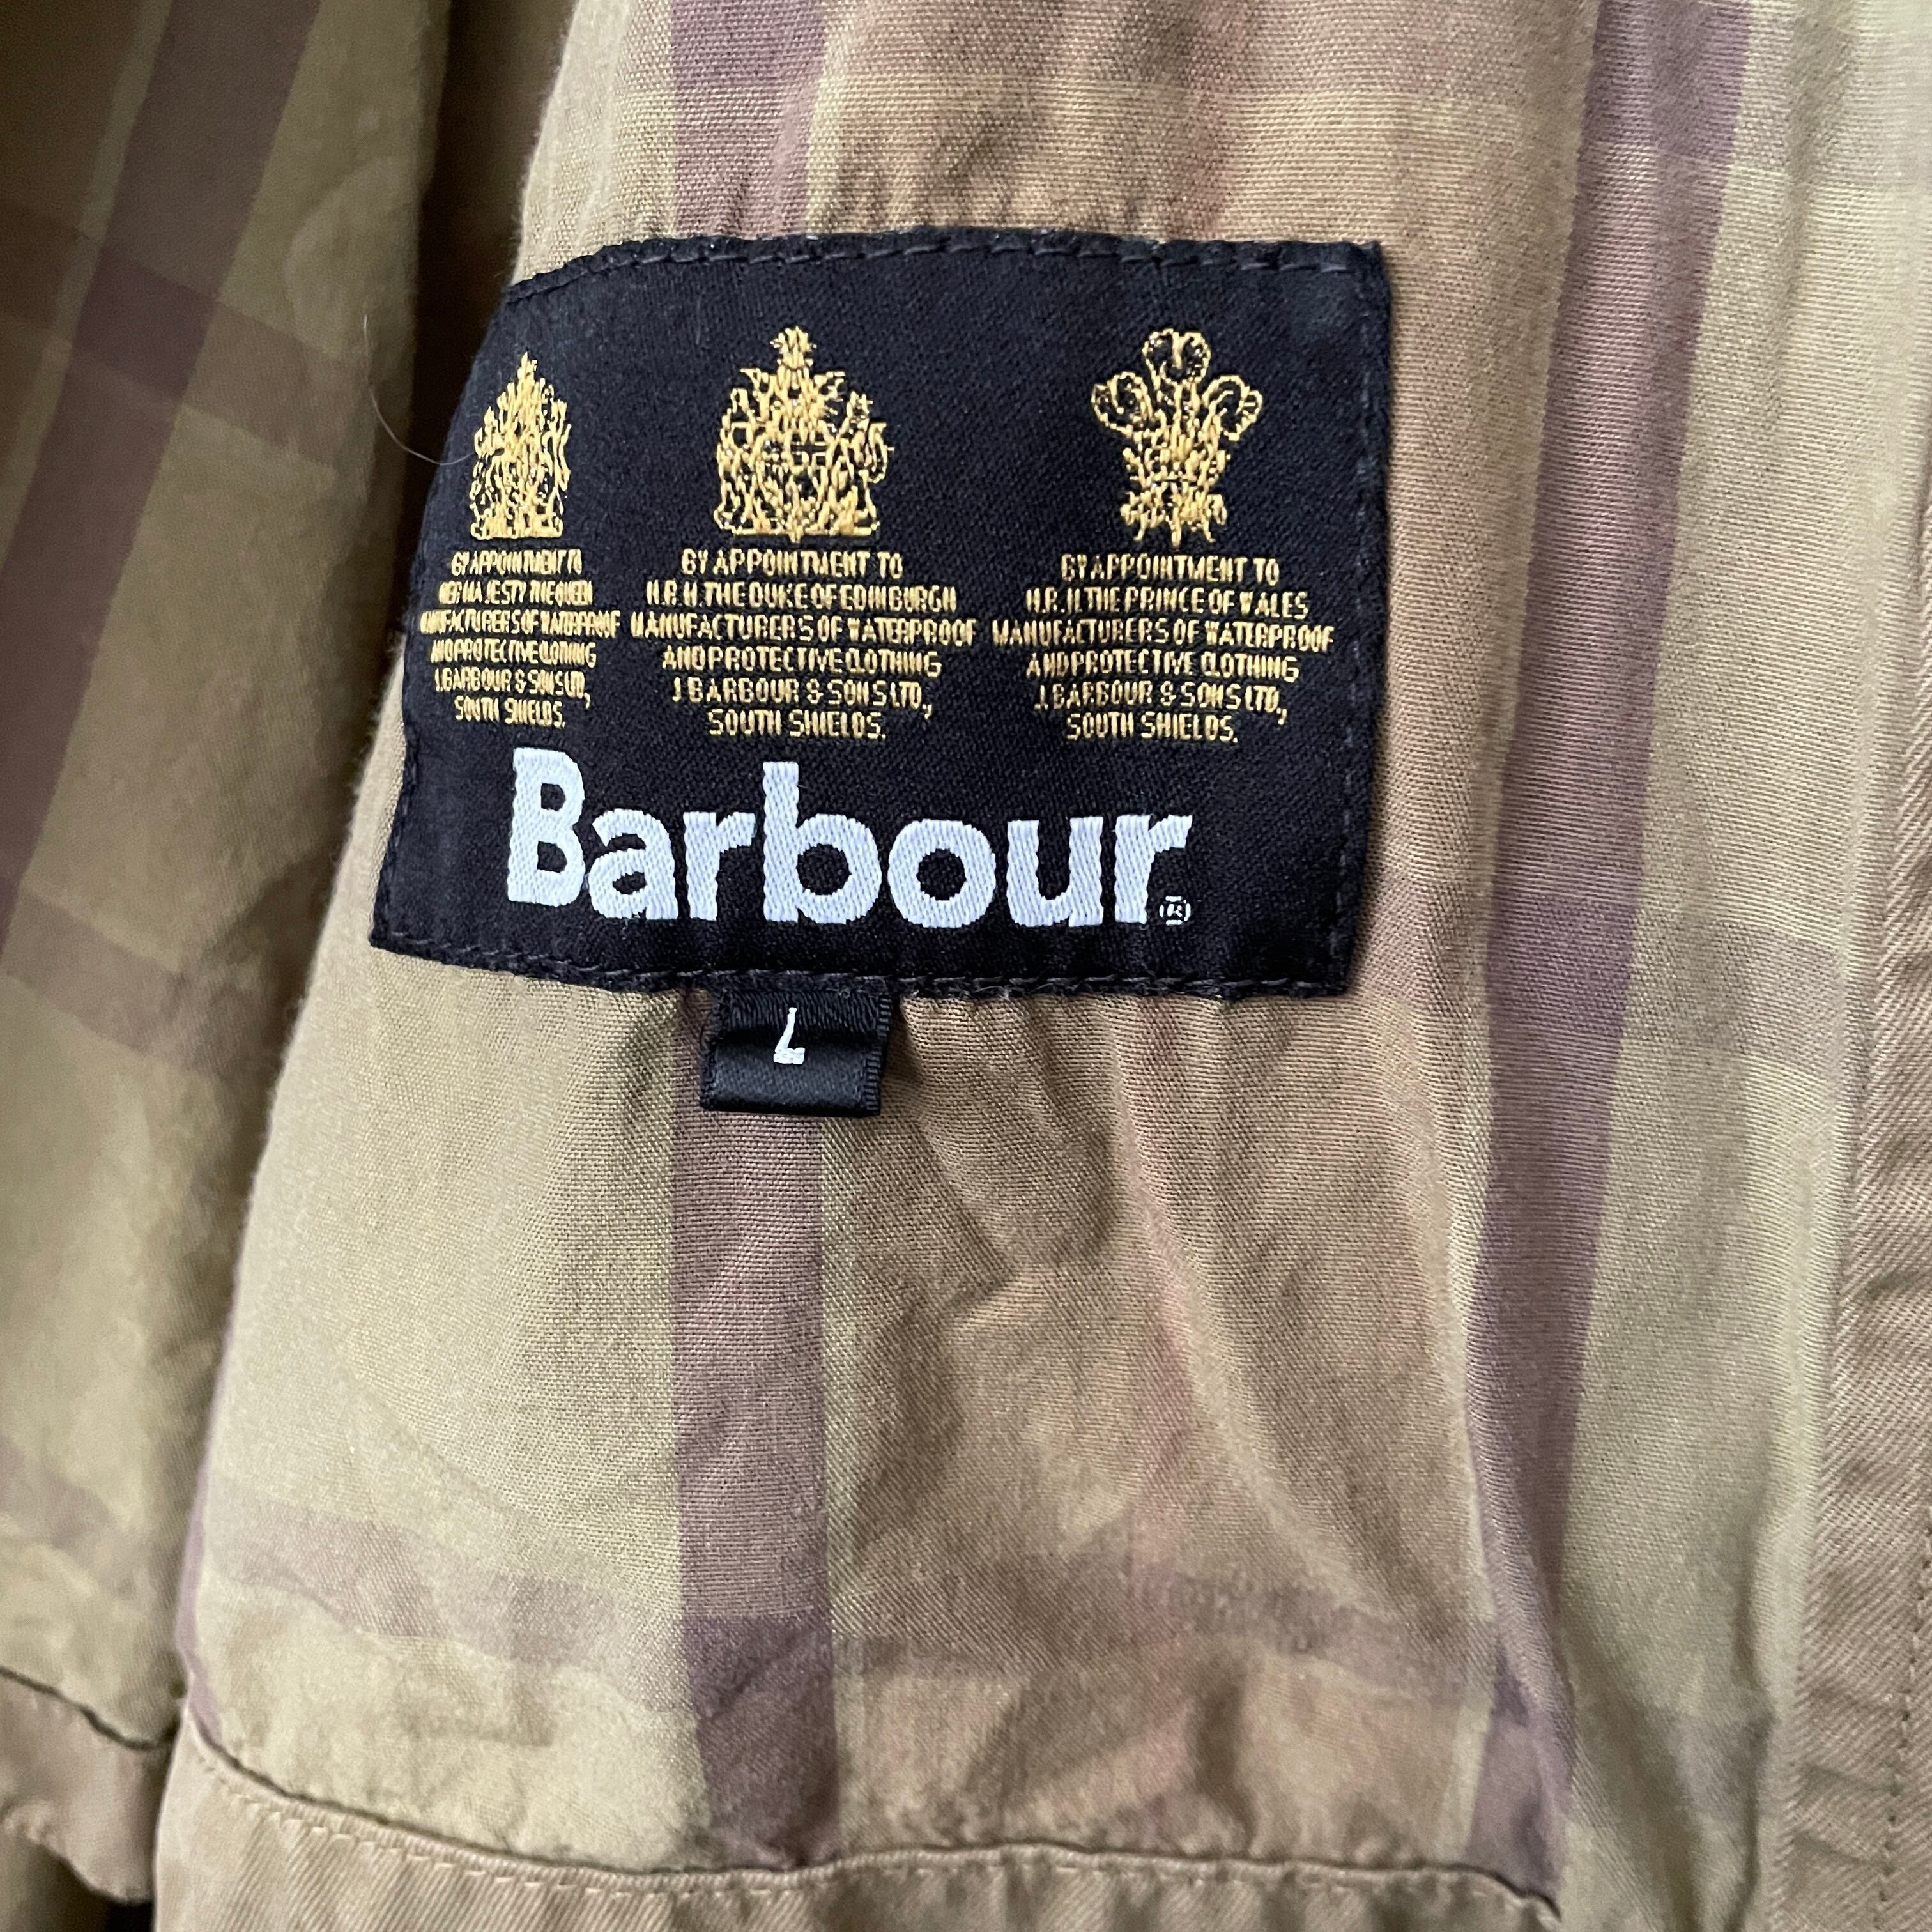 BY APPOINTMENT TO
HER MAJESTY THE QUEEN
MANUFACTURERS OF WATERPROOF
AND PROTECTIVE CLOTHING
J.BARBOUR & SONS LTD.,
SOUTH SHIELDS.
BY APPOINTMENT TO
H.R.H. THE DUKE OF EDINBURGH
MANUFACTURERS OF WATERPROOF
AND PROTECTIVE CLOTHING
J.BARBOUR & SONS LTD.,
SOUTH SHIELDS.
BY APPOINTMENT TO
H.R.H. THE PRINCE OF WALES
MANUFACTURERS OF WATERPROOF
AND PROTECTIVE CLOTHING
J.BARBOUR & SONS LTD.,
SOUTH SHIELDS.
Barbour®
L